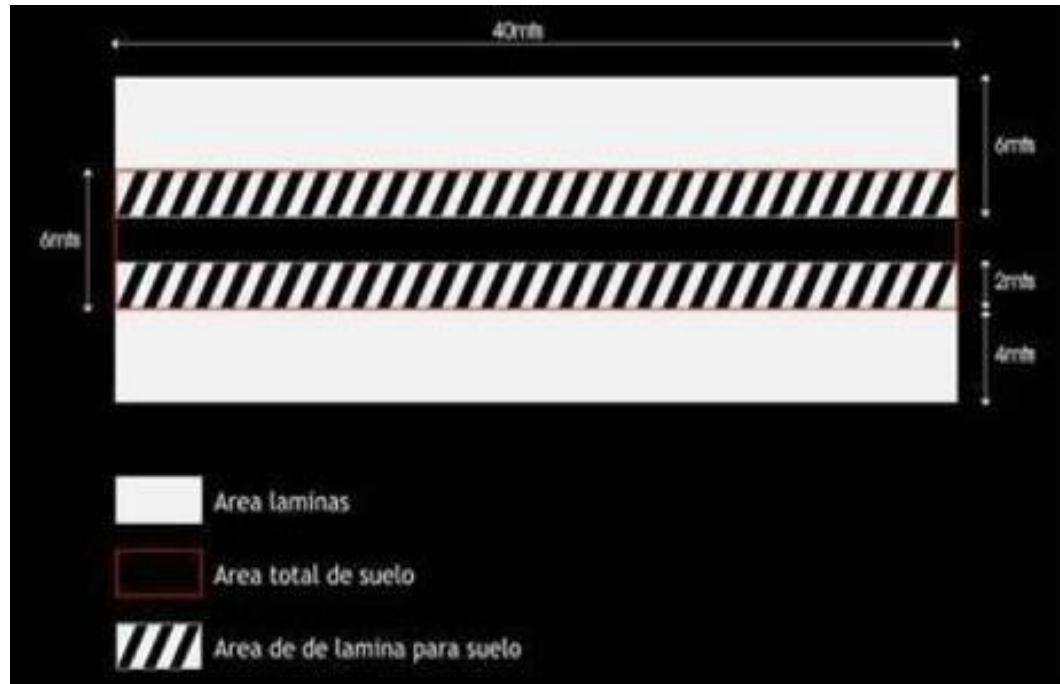 40mts
6mts
6mts
2mts
4mts
Area laminas
Area total de suelo
Area de de lamina para suelo